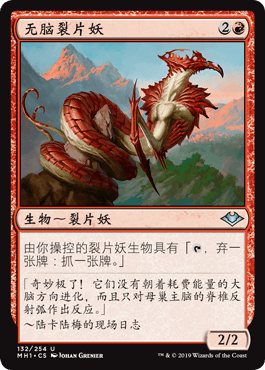 无脑裂片妖 2
生物～裂片妖
由你操控的裂片妖生物具有「，弃一
张牌：抓一张牌。」
「奇妙极了！它们没有朝着耗费能量的大
脑方向进化，而且只对母巢主脑的脊椎反
射弧作出反应。」
～陆卡陆梅的现场日志
2/2
132/254 U
MH1•CS JOHAN GRENIER
™ & © 2019 Wizards of the Coast